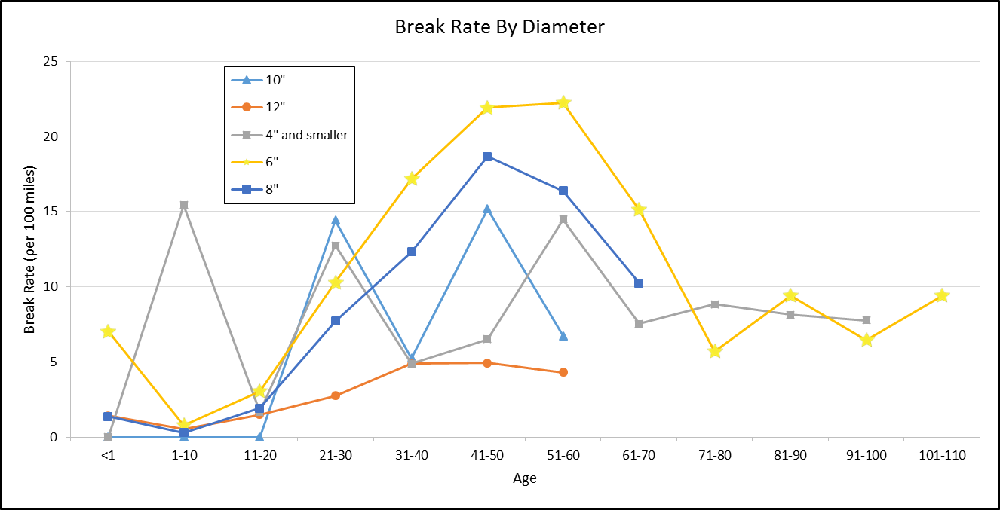 Break Rate By Diameter
25
20
15
10
5
0
Break Rate (per 100 miles)
10"
12"
4" and smaller
6"
8"
<1 1-10 11-20 21-30 31-40 41-50 51-60 61-70 71-80 81-90 91-100 101-110
Age